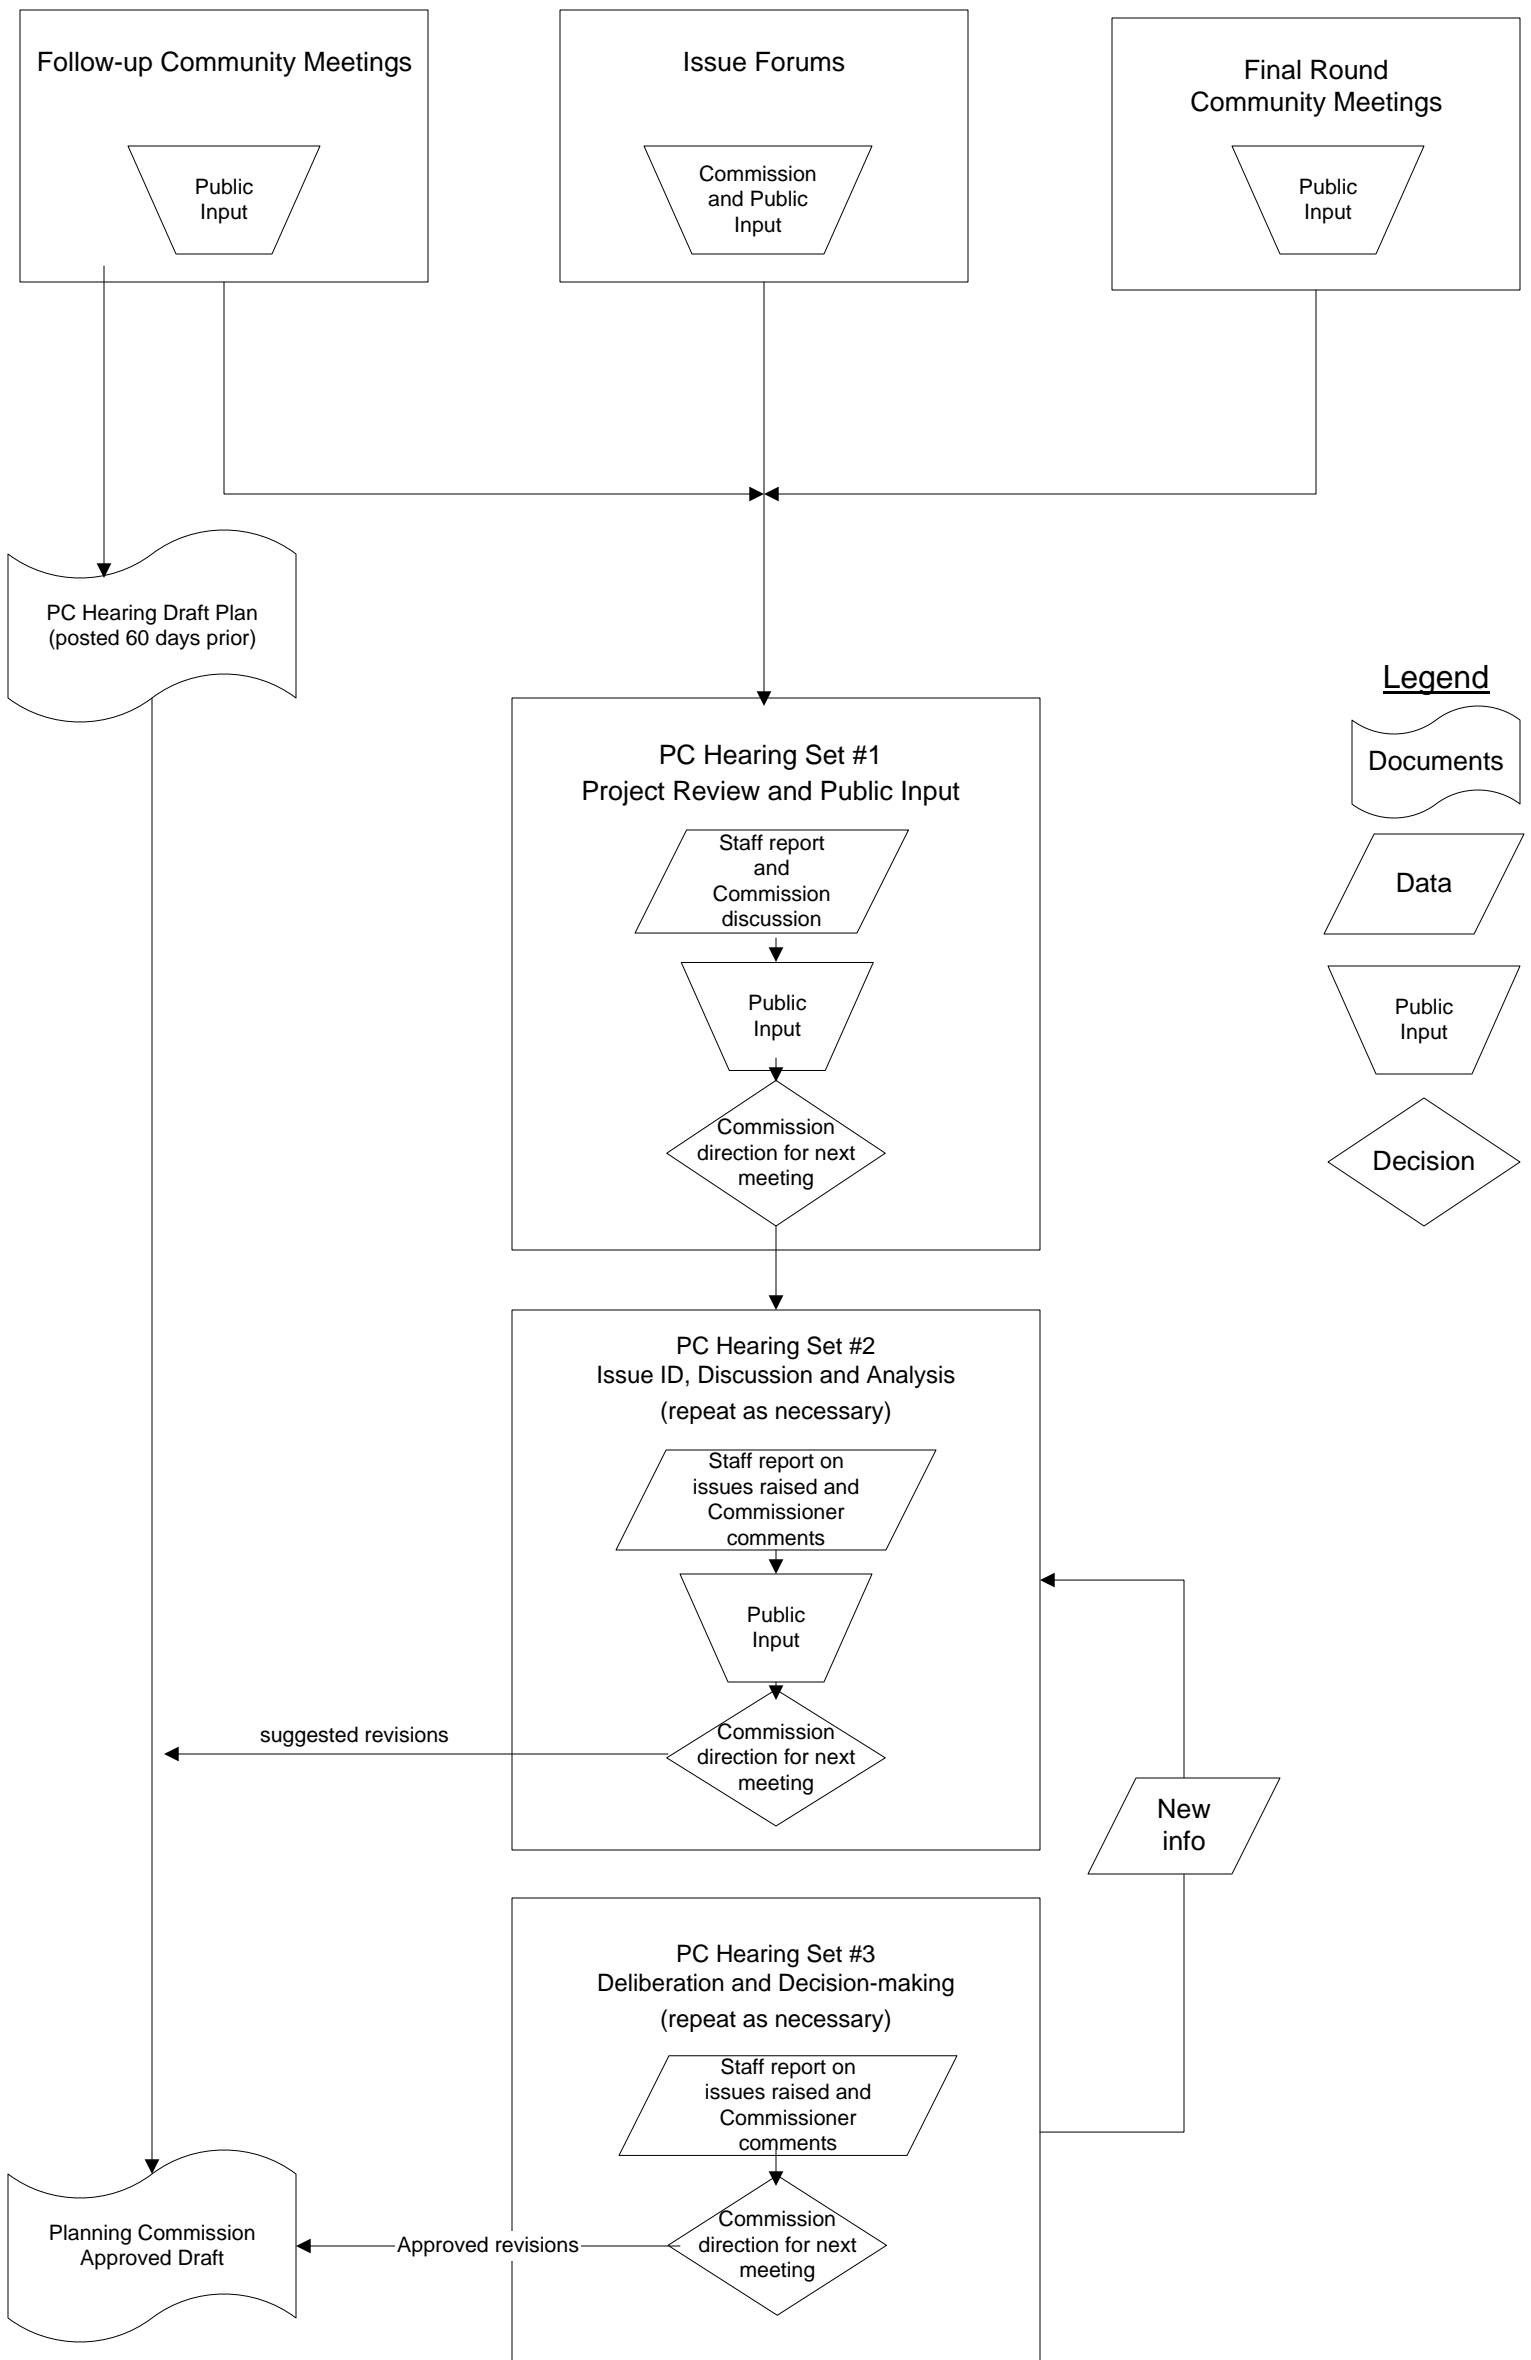 Follow-up Community Meetings
Public
Input
Issue Forums
Commission
and Public
Input
Final Round
Community Meetings
Public
Input
PC Hearing Draft Plan
(posted 60 days prior)
Legend
Documents
Data
Public
Input
Decision
PC Hearing Set #1
Project Review and Public Input
Staff report
and
Commission
discussion
Public
Input
Commission
direction for next
meeting
PC Hearing Set #2
Issue ID, Discussion and Analysis
(repeat as necessary)
Staff report on
issues raised and
Commissioner
comments
Public
Input
Commission
direction for next
meeting
suggested revisions
New
info
PC Hearing Set #3
Deliberation and Decision-making
(repeat as necessary)
Staff report on
issues raised and
Commissioner
comments
Commission
direction for next
meeting
Approved revisions
Planning Commission
Approved Draft